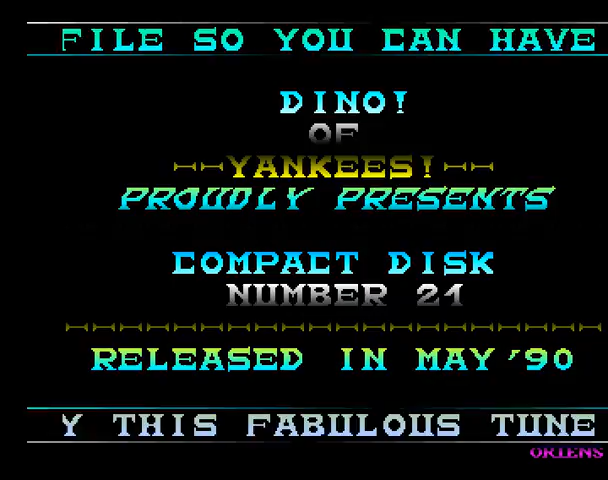 FILE SO YOU CAN HAVE
DINO!
OF
YANKEES!
PROUDLY PRESENTS
COMPACT DISK
NUMBER 21
RELEASED IN MAY '90
Y THIS FABULOUS TUNE
ORIENS